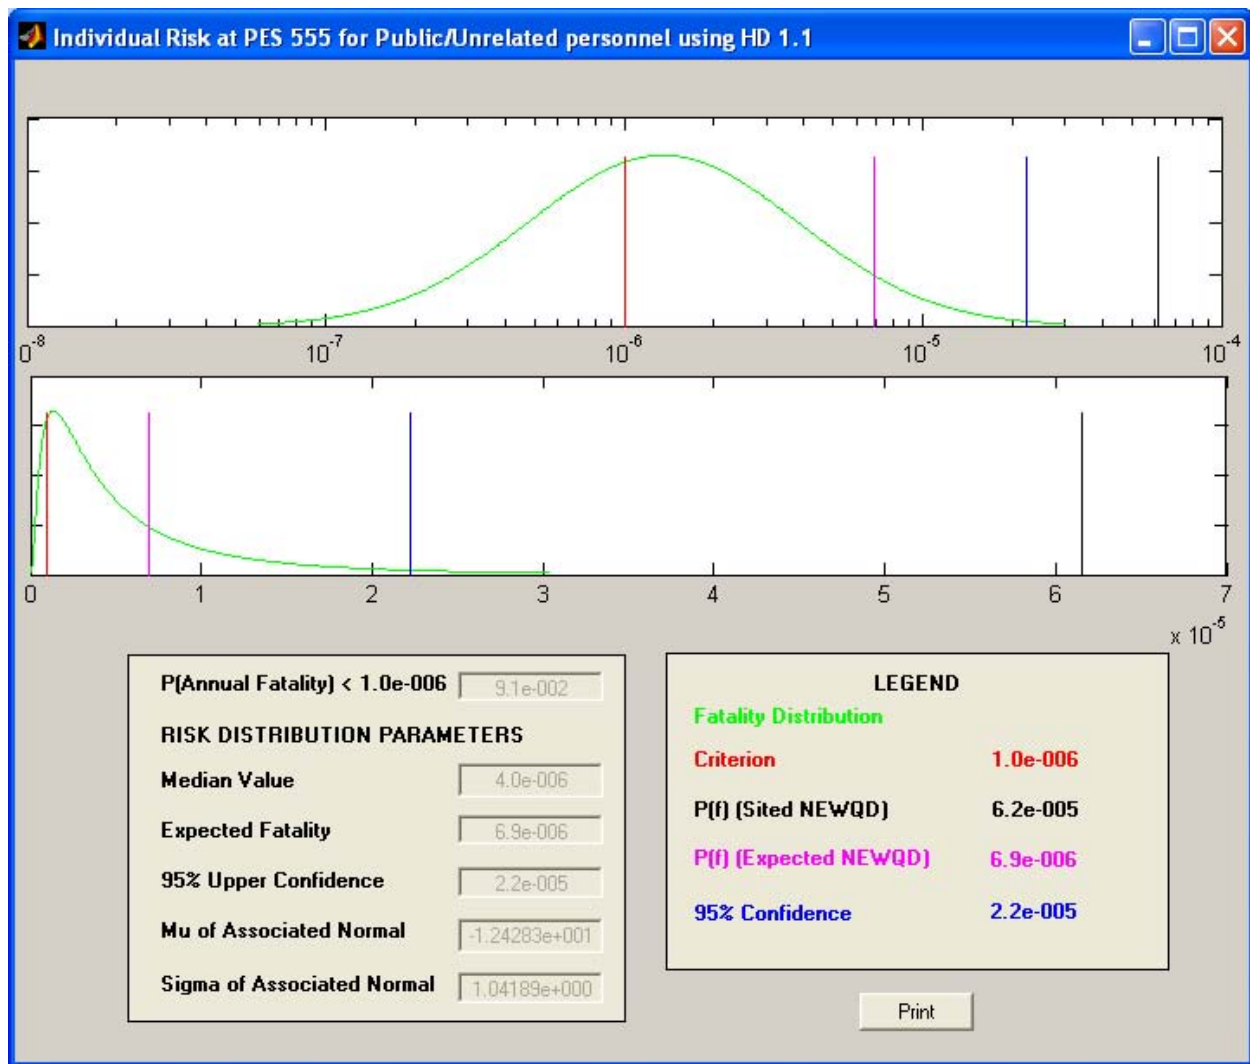 Individual Risk at PES 555 for Public/Unrelated personnel using HD 1.1
0^-8 10^-7 10^-6 10^-5 10^-4
0 1 2 3 4 5 6 7
x 10^-5
P(Annual Fatality) < 1.0e-006 9.1e-002
RISK DISTRIBUTION PARAMETERS
Median Value 4.0e-006
Expected Fatality 6.9e-006
95% Upper Confidence 2.2e-005
Mu of Associated Normal -1.24283e+001
Sigma of Associated Normal 1.04189e+000
LEGEND
Fatality Distribution
Criterion 1.0e-006
P(f) (Sited NEWQD) 6.2e-005
P(f) (Expected NEWQD) 6.9e-006
95% Confidence 2.2e-005
Print